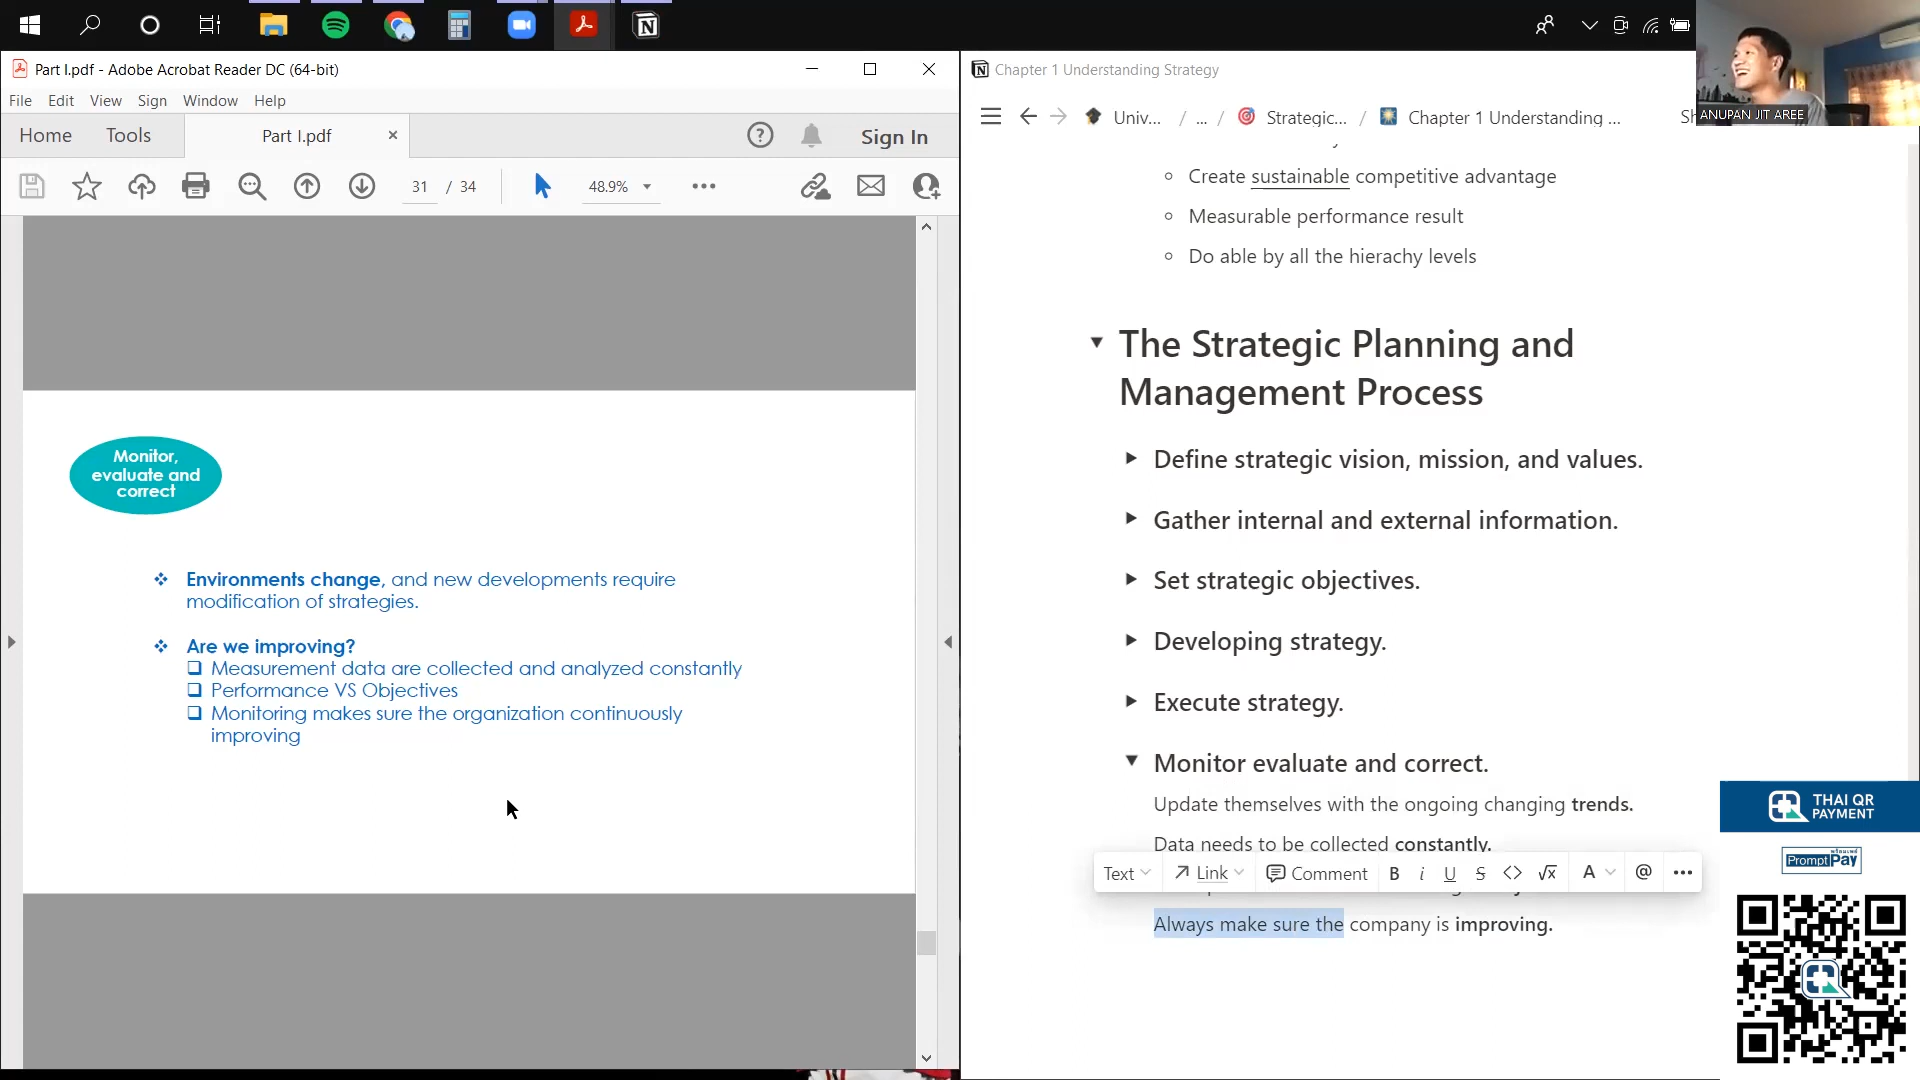 Part I.pdf - Adobe Acrobat Reader DC (64-bit)
File Edit View Sign Window Help
Home Tools Part I.pdf × Sign In
31 / 34 48.9%
Monitor,
evaluate and
correct
Environments change, and new developments require
modification of strategies.
Are we improving?
Measurement data are collected and analyzed constantly
Performance VS Objectives
Monitoring makes sure the organization continuously
improving
Chapter 1 Understanding Strategy
Univ... / ... / Strategic... / Chapter 1 Understanding ...
ANUPAN JIT AREE
Create sustainable competitive advantage
Measurable performance result
Do able by all the hierachy levels
The Strategic Planning and
Management Process
Define strategic vision, mission, and values.
Gather internal and external information.
Set strategic objectives.
Developing strategy.
Execute strategy.
Monitor evaluate and correct.
Update themselves with the ongoing changing trends.
Data needs to be collected constantly.
Text Link Comment B i U S <> √x A @ •••
Always make sure the company is improving.
THAI QR
PAYMENT
พร้อมเพย์
PromptPay